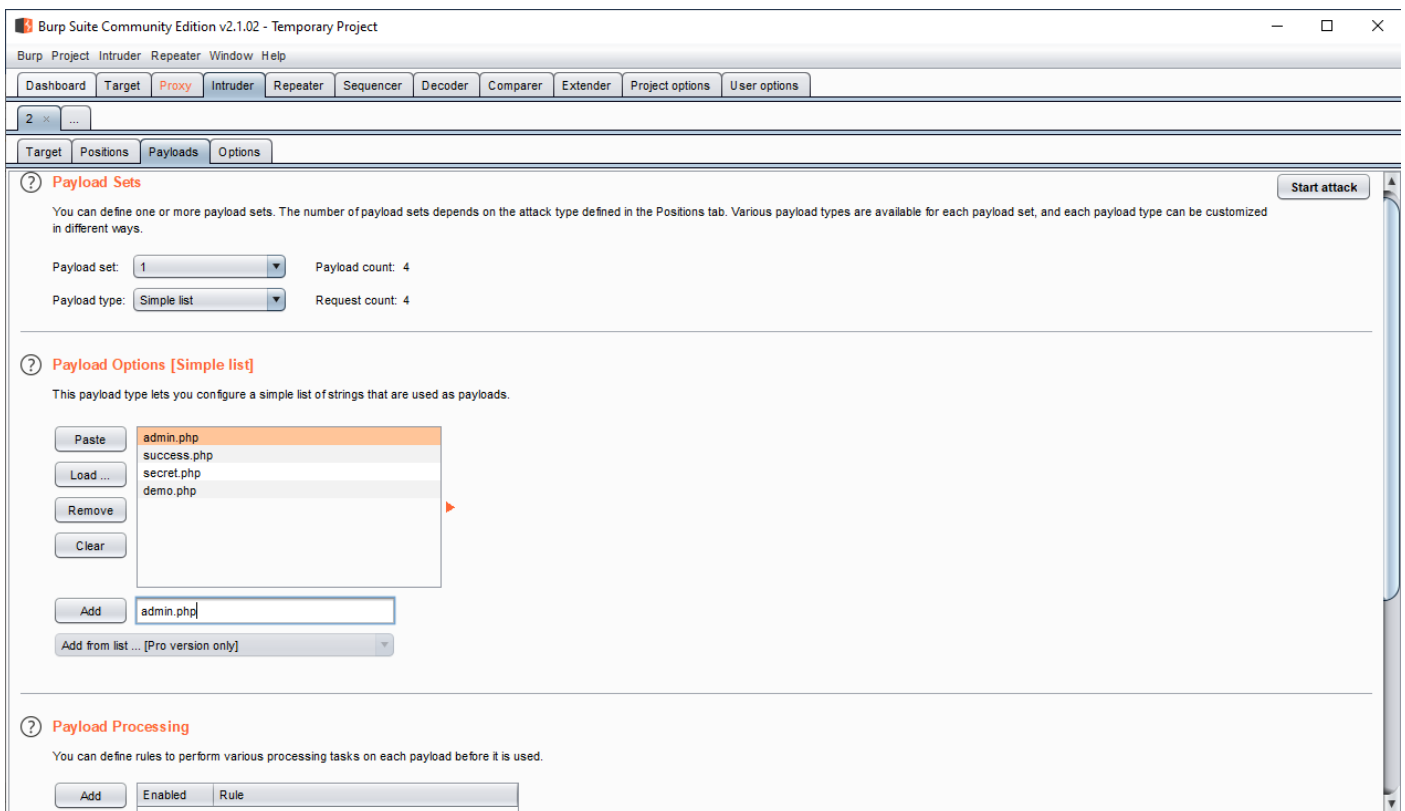 Burp Suite Community Edition v2.1.02 - Temporary Project
Burp Project Intruder Repeater Window Help
Dashboard Target Proxy Intruder Repeater Sequencer Decoder Comparer Extender Project options User options
2 × ...
Target Positions Payloads Options
? Payload Sets
Start attack
You can define one or more payload sets. The number of payload sets depends on the attack type defined in the Positions tab. Various payload types are available for each payload set, and each payload type can be customized
in different ways.
Payload set: 1 Payload count: 4
Payload type: Simple list Request count: 4
? Payload Options [Simple list]
This payload type lets you configure a simple list of strings that are used as payloads.
Paste admin.php
success.php
Load ... secret.php
demo.php
Remove
Clear
Add admin.php
Add from list ... [Pro version only]
? Payload Processing
You can define rules to perform various processing tasks on each payload before it is used.
Add Enabled Rule